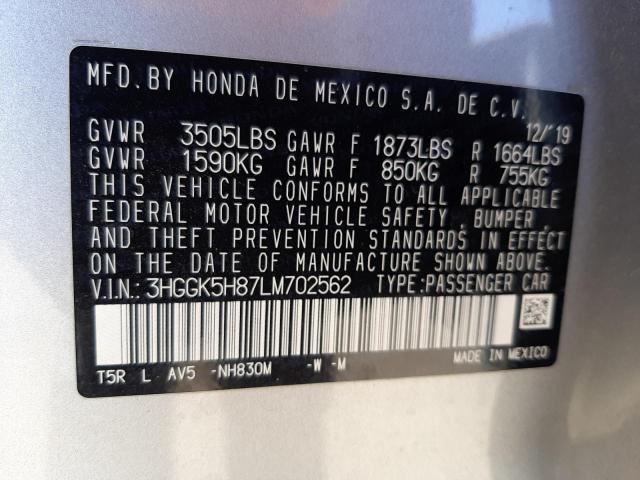 MFD. BY HONDA DE MEXICO S.A. DE C.V. 12/'19
GVWR 3505LBS GAWR F 1873LBS R 1664LBS
GVWR 1590KG GAWR F 850KG R 755KG
THIS VEHICLE CONFORMS TO ALL APPLICABLE
FEDERAL MOTOR VEHICLE SAFETY, BUMPER,
AND THEFT PREVENTION STANDARDS IN EFFECT
ON THE DATE OF MANUFACTURE SHOWN ABOVE.
V.I.N.: 3HGGK5H87LM702562 TYPE:PASSENGER CAR
T5R L AV5 -NH830M -W -M MADE IN MEXICO